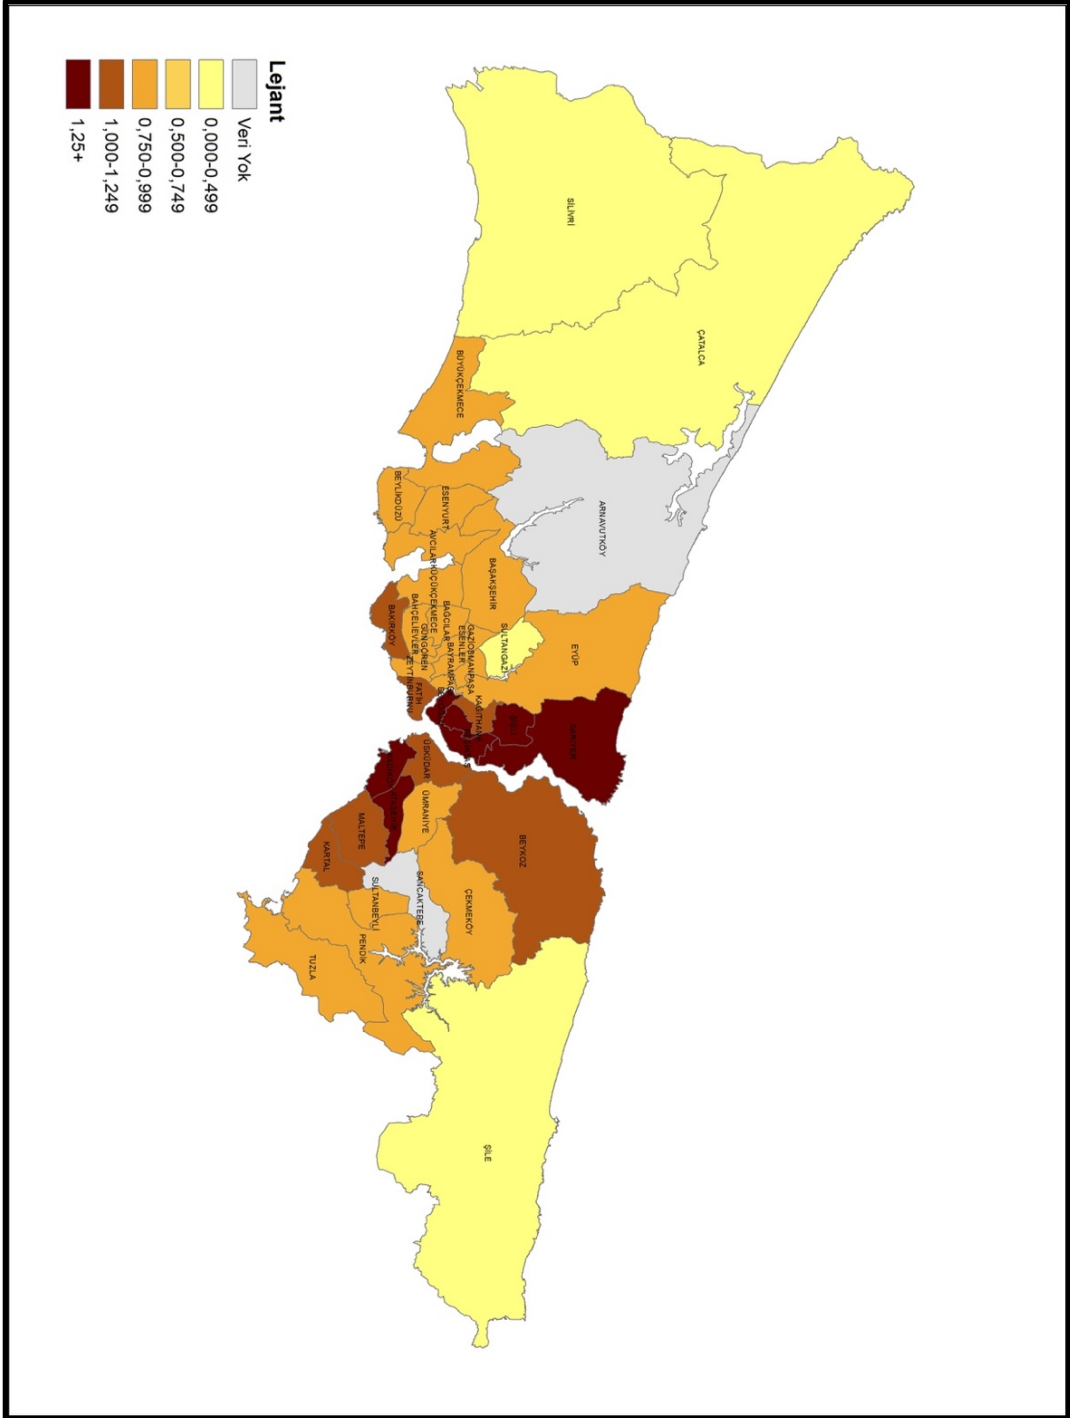 Lejant
Veri Yok
0,000-0,499
0,500-0,749
0,750-0,999
1,000-1,249
1,25+
SİLİVRİ
ÇATALCA
BÜYÜKÇEKMECE
ARNAVUTKÖY
BEYLİKDÜZÜ
ESENYURT
AVCILAR
KÜÇÜKÇEKMECE
BAŞAKŞEHİR
BAKIRKÖY
BAHÇELİEVLER
BAĞCILAR
GÜNGÖREN
ESENLER
GAZİOSMANPAŞA
SULTANGAZİ
EYÜP
BAYRAMPAŞA
ZEYTİNBURNU
FATİH
KAĞITHANE
ŞİŞLİ
SARIYER
ÜSKÜDAR
KADIKÖY
ÜMRANİYE
BEYKOZ
MALTEPE
KARTAL
SANCAKTEPE
SULTANBEYLİ
ÇEKMEKÖY
PENDİK
TUZLA
ŞİLE